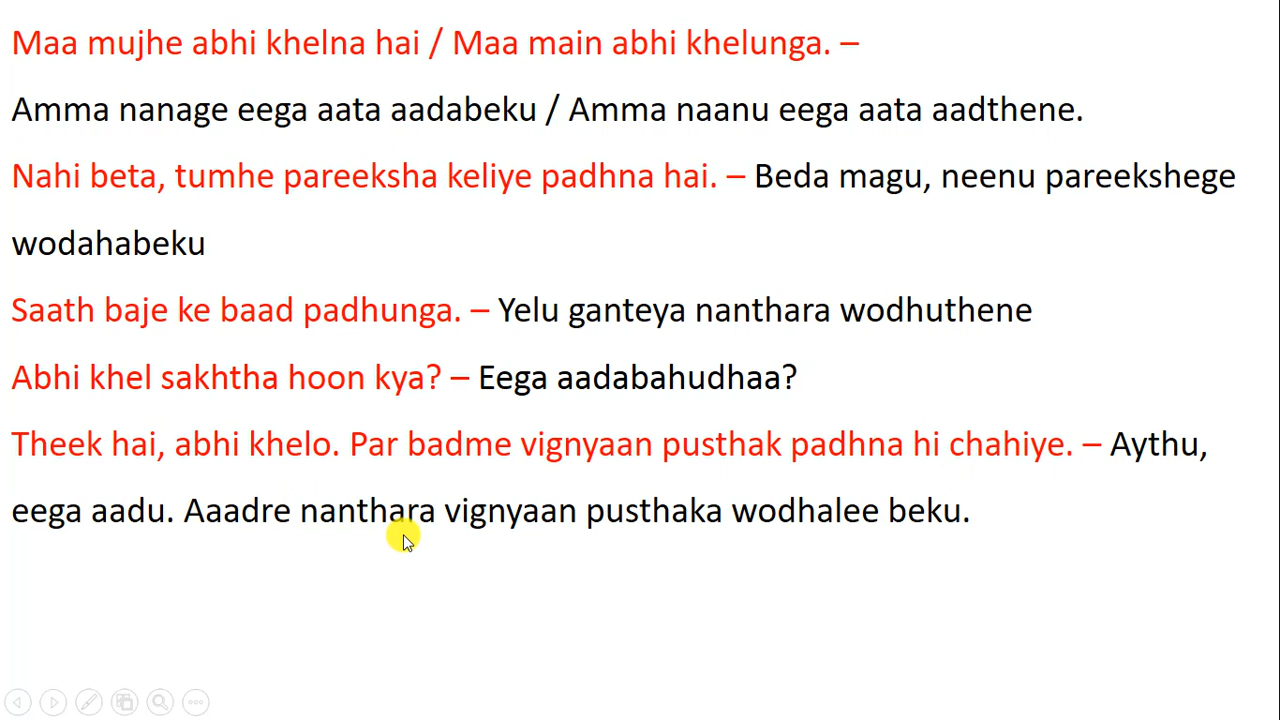 Maa mujhe abhi khelna hai / Maa main abhi khelunga. –
Amma nanage eega aata aadabeku / Amma naanu eega aata aadthene.
Nahi beta, tumhe pareeksha keliye padhna hai. – Beda magu, neenu pareekshege
wodahabeku
Saath baje ke baad padhunga. – Yelu ganteya nanthara wodhuthene
Abhi khel sakhtha hoon kya? – Eega aadabahudhaa?
Theek hai, abhi khelo. Par badme vignyaan pusthak padhna hi chahiye. – Aythu,
eega aadu. Aaadre nanthara vignyaan pusthaka wodhalee beku.